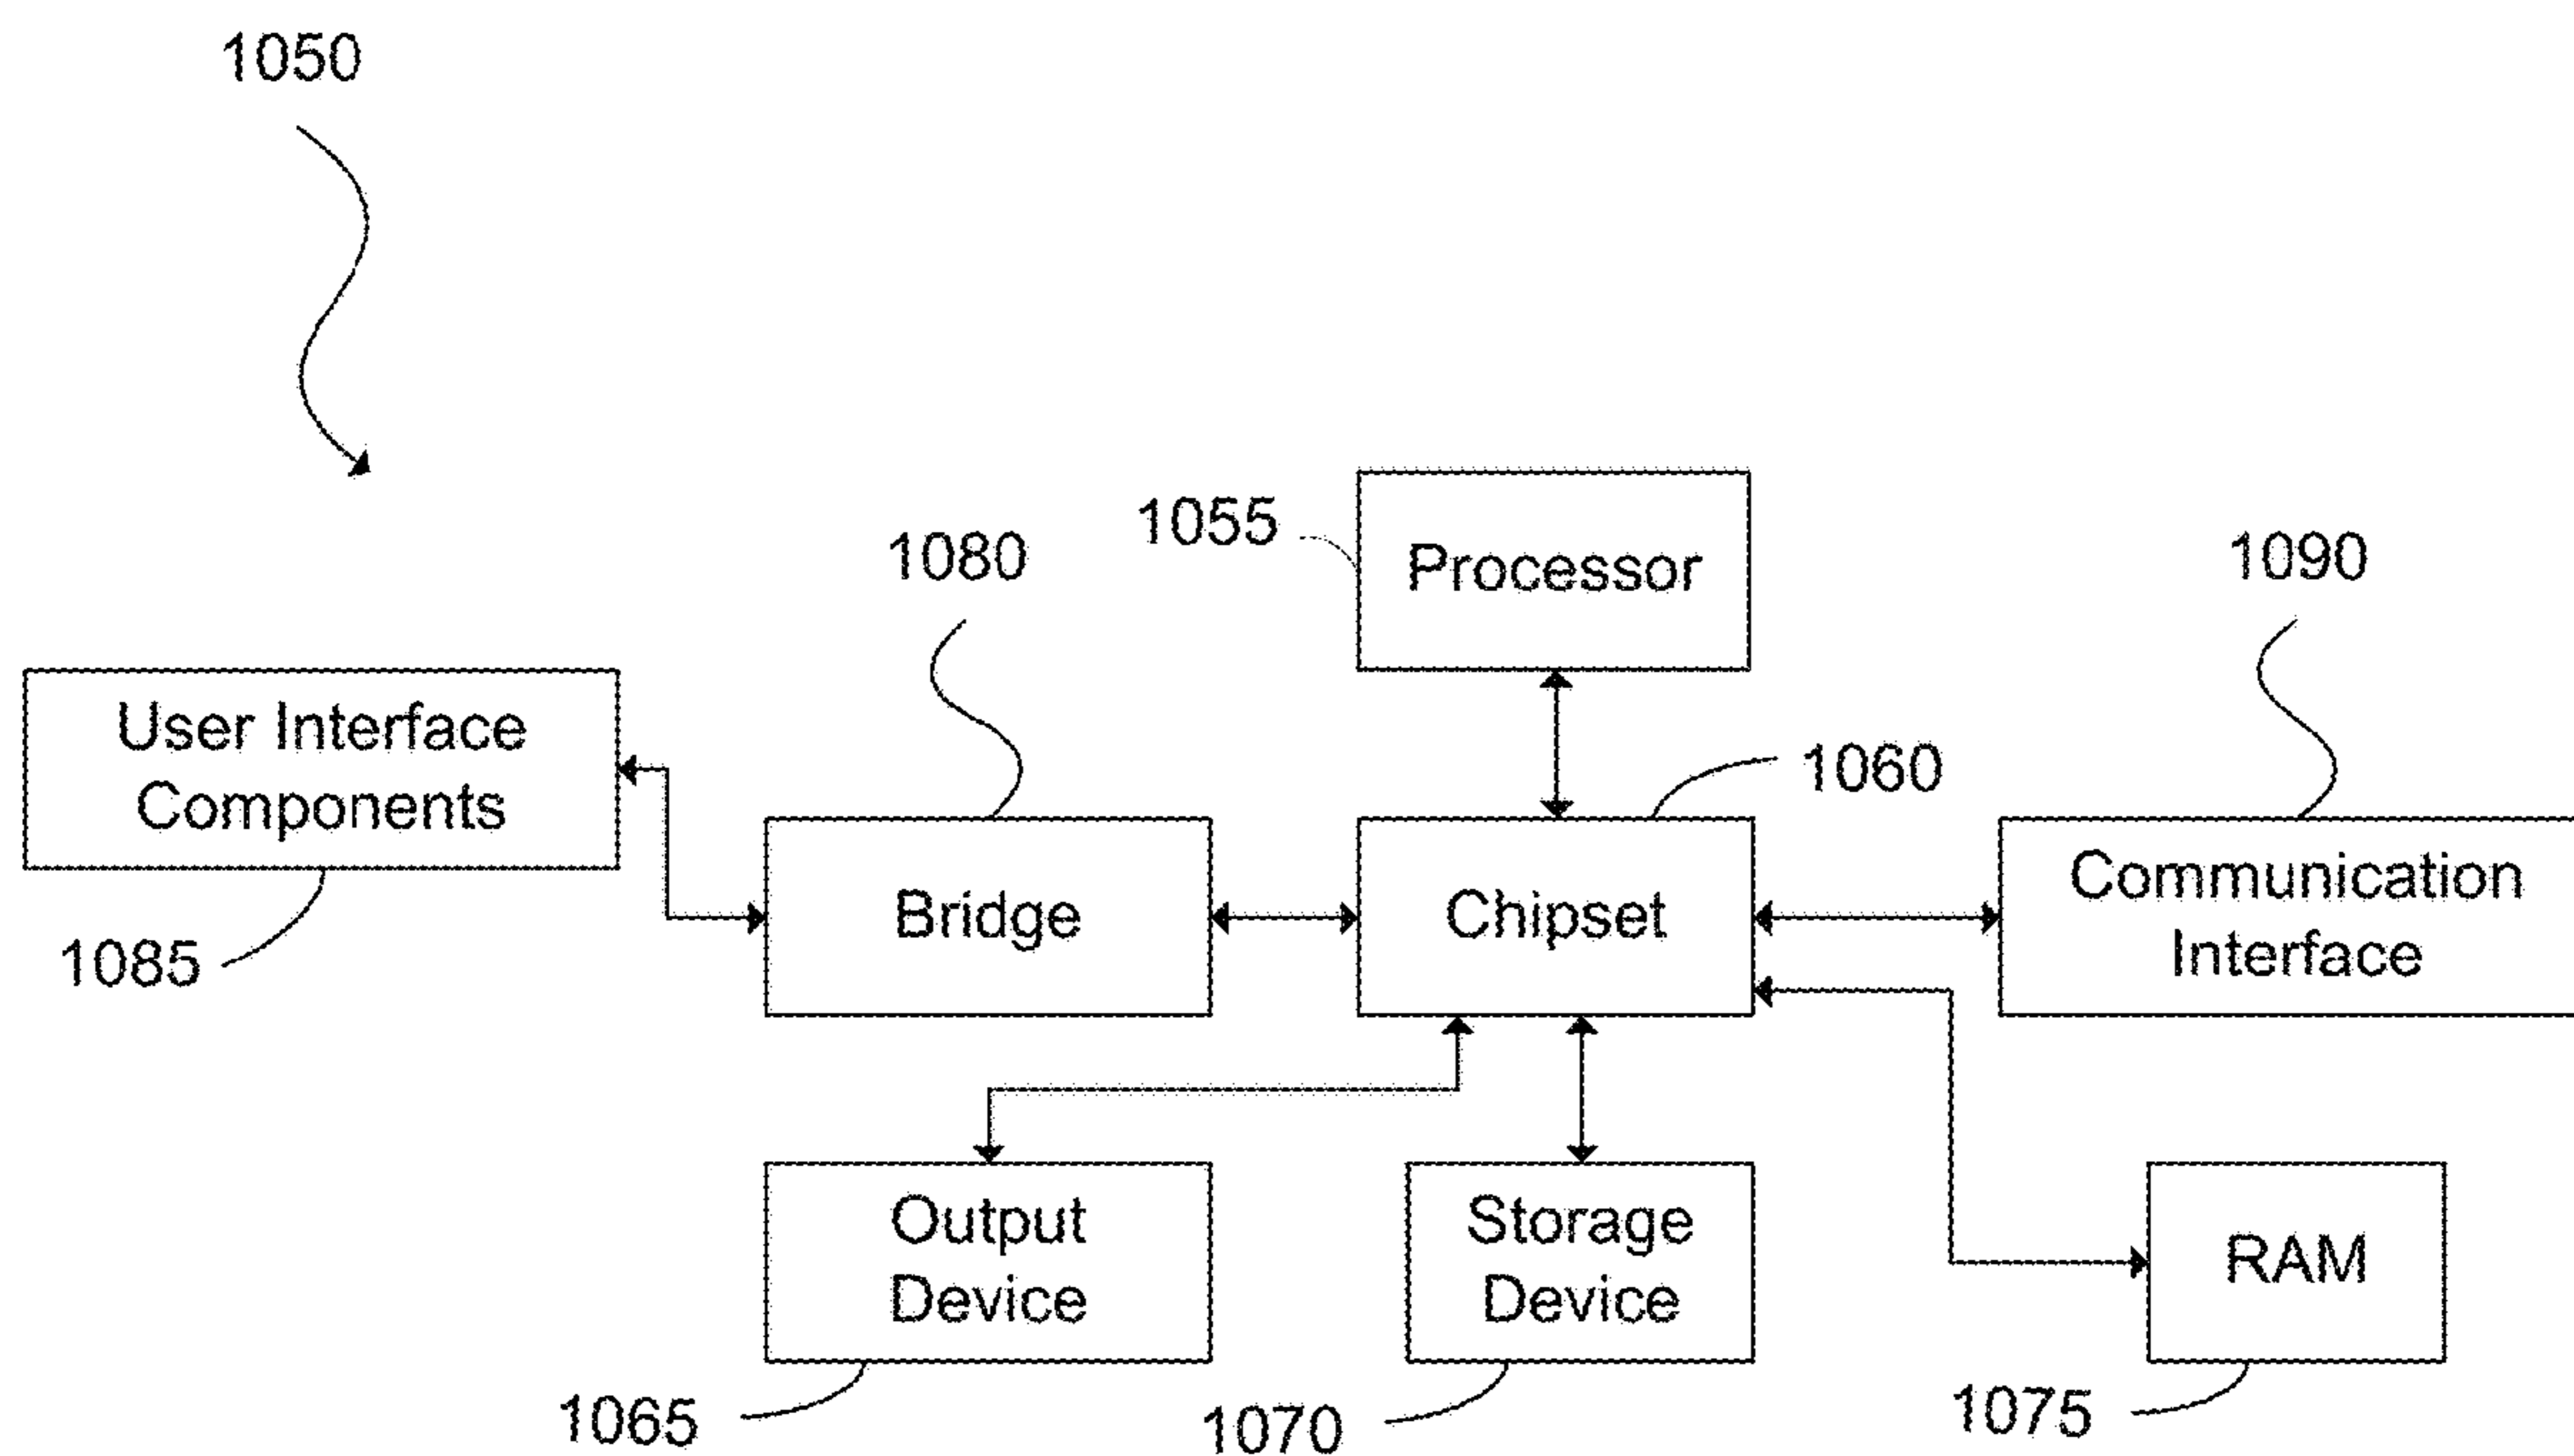 1050
1055
Processor
1080
1090
User Interface
Components
1060
1085
Bridge
Chipset
Communication
Interface
Output
Device
Storage
Device
RAM
1065
1070
1075